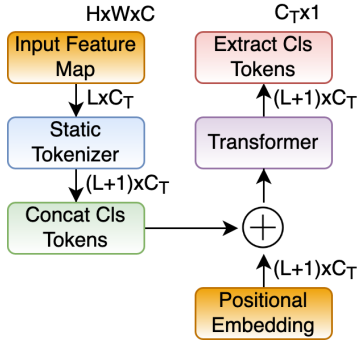 HxWxC
Input Feature
Map
LxC_T
Static
Tokenizer
(L+1)xC_T
Concat Cls
Tokens
C_Tx1
Extract Cls
Tokens
(L+1)xC_T
Transformer
(L+1)xC_T
Positional
Embedding